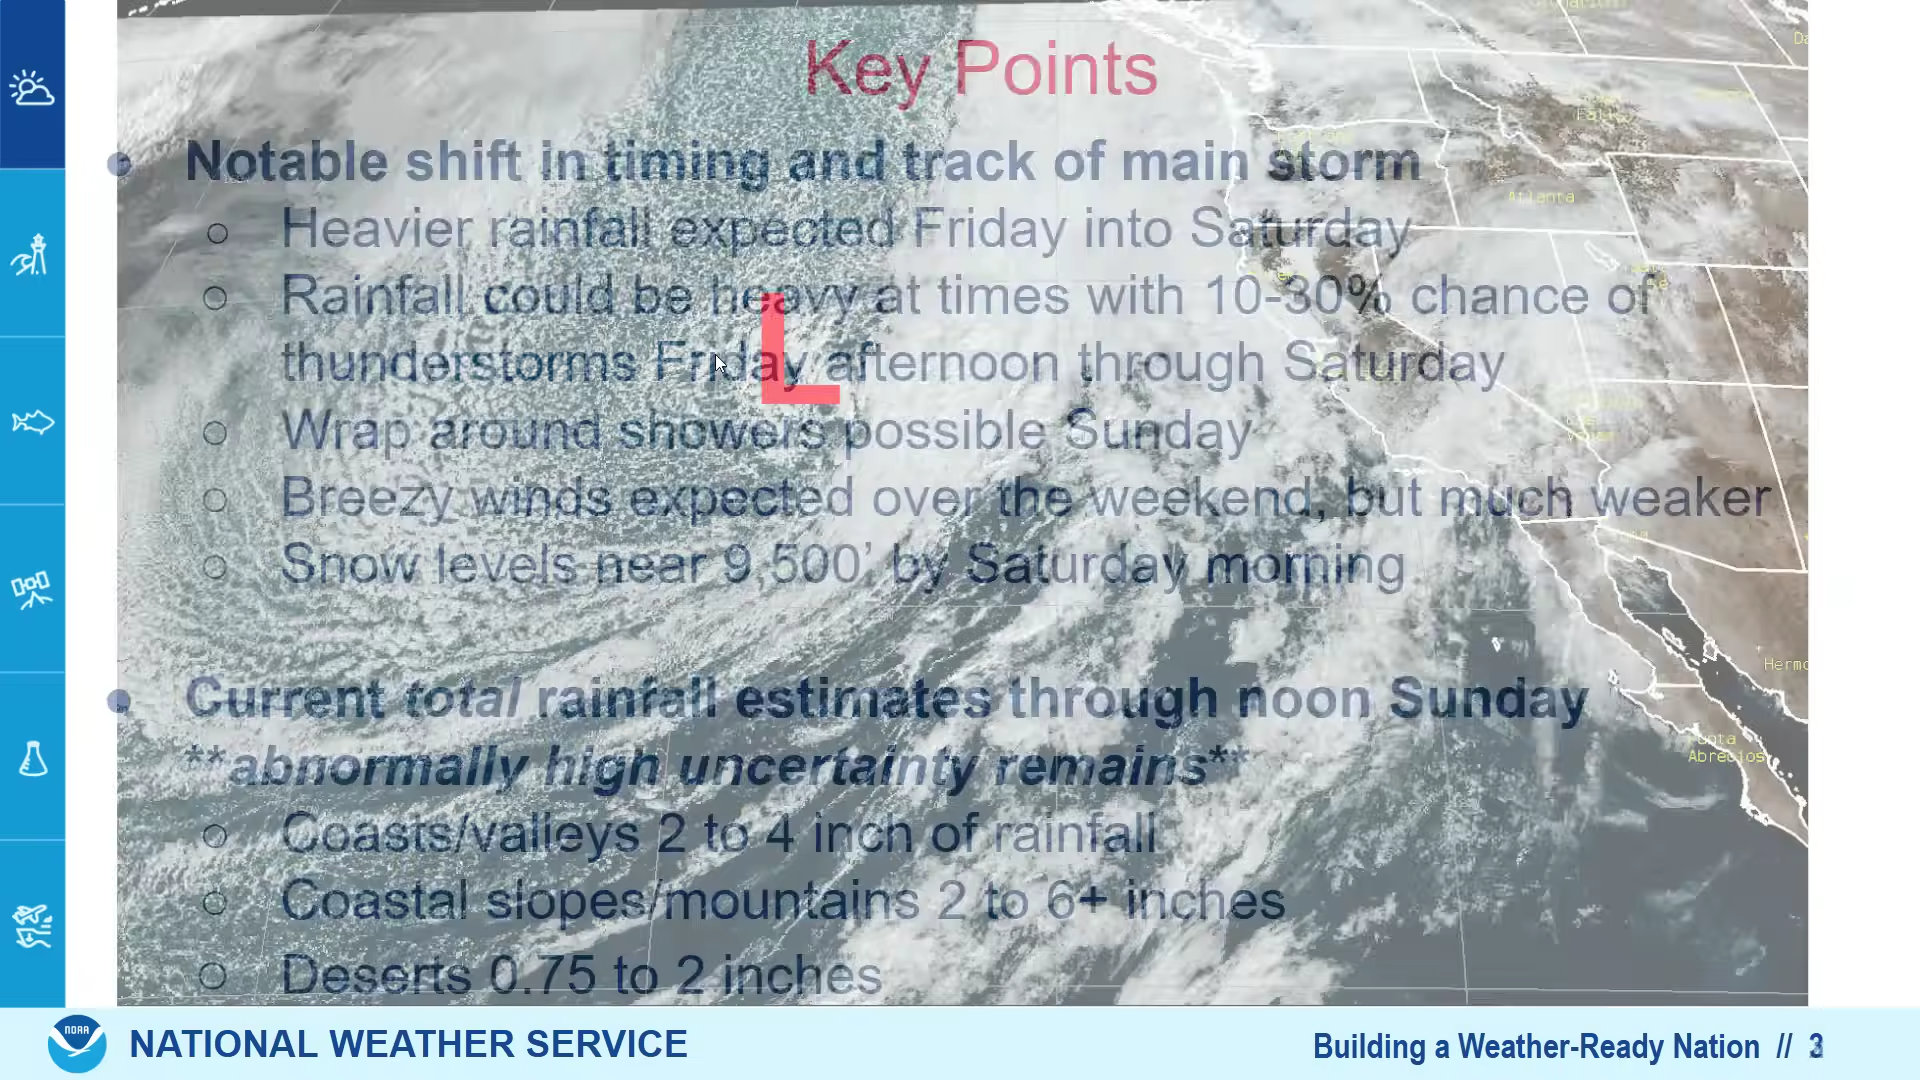 Key Points
Notable shift in timing and track of main storm
Heavier rainfall expected Friday into Saturday
Rainfall could be heavy at times with 10-30% chance of
thunderstorms Friday afternoon through Saturday
L
Wrap around showers possible Sunday
Breezy winds expected over the weekend, but much weaker
Snow levels near 9,500’ by Saturday morning
Current total rainfall estimates through noon Sunday
**abnormally high uncertainty remains**
Coasts/valleys 2 to 4 inch of rainfall
Coastal slopes/mountains 2 to 6+ inches
Deserts 0.75 to 2 inches
Atlanta
Hermo
Punta
Abreojos
NOAA
NATIONAL WEATHER SERVICE
Building a Weather-Ready Nation // 3